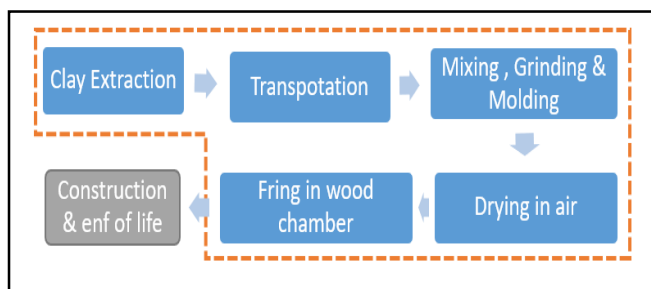 Clay Extraction
Transpotation
Mixing , Grinding &
Molding
Drying in air
Fring in wood
chamber
Construction
& enf of life